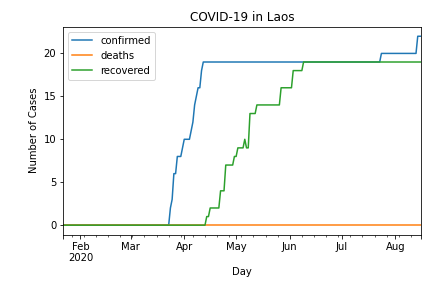 COVID-19 in Laos
confirmed
deaths
recovered
Number of Cases
20
15
10
5
0
Feb Mar Apr May Jun Jul Aug
2020
Day